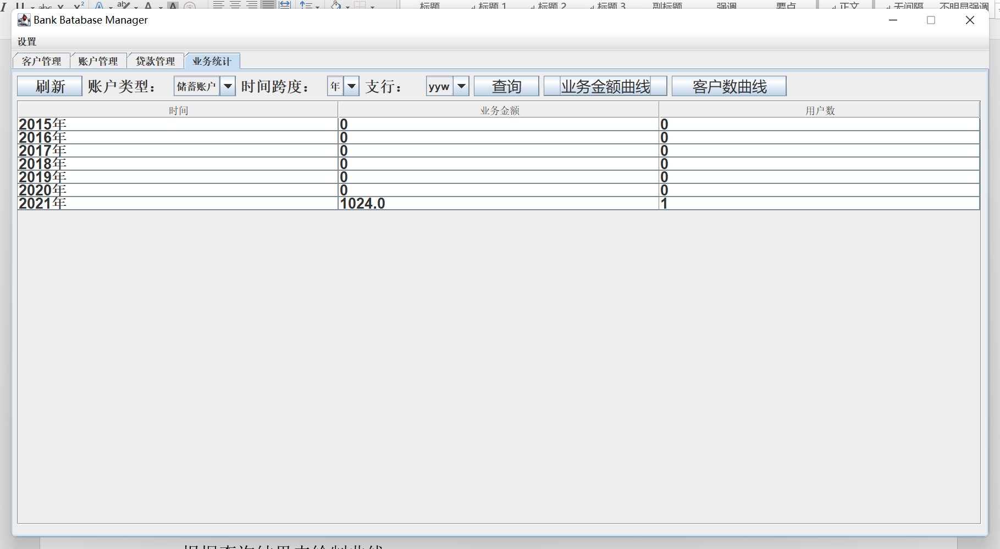 标题 标题 1 标题 2 标题 3 副标题 强调 要点 正文 无间隔 不明显强调
Bank Batabase Manager
设置
客户管理 账户管理 贷款管理 业务统计
刷新 账户类型: 储蓄账户 时间跨度: 年 支行: yyw 查询 业务金额曲线 客户数曲线
时间 业务金额 用户数
2015年 0 0
2016年 0 0
2017年 0 0
2018年 0 0
2019年 0 0
2020年 0 0
2021年 1024.0 1